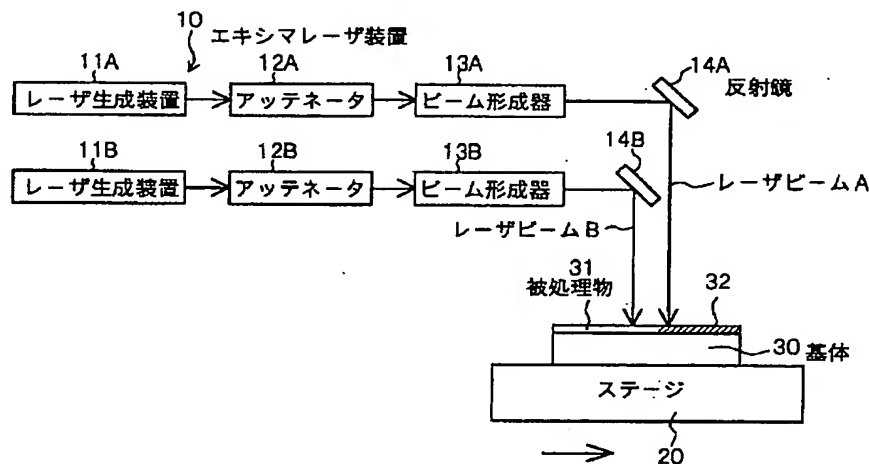 10 エキシマレーザ装置
11A 12A 13A 14A
レーザ生成装置 アッテネータ ビーム形成器 反射鏡
11B 12B 13B 14B
レーザ生成装置 アッテネータ ビーム形成器 レーザビームA
レーザビームB
31 32
被処理物
30 基体
ステージ
20